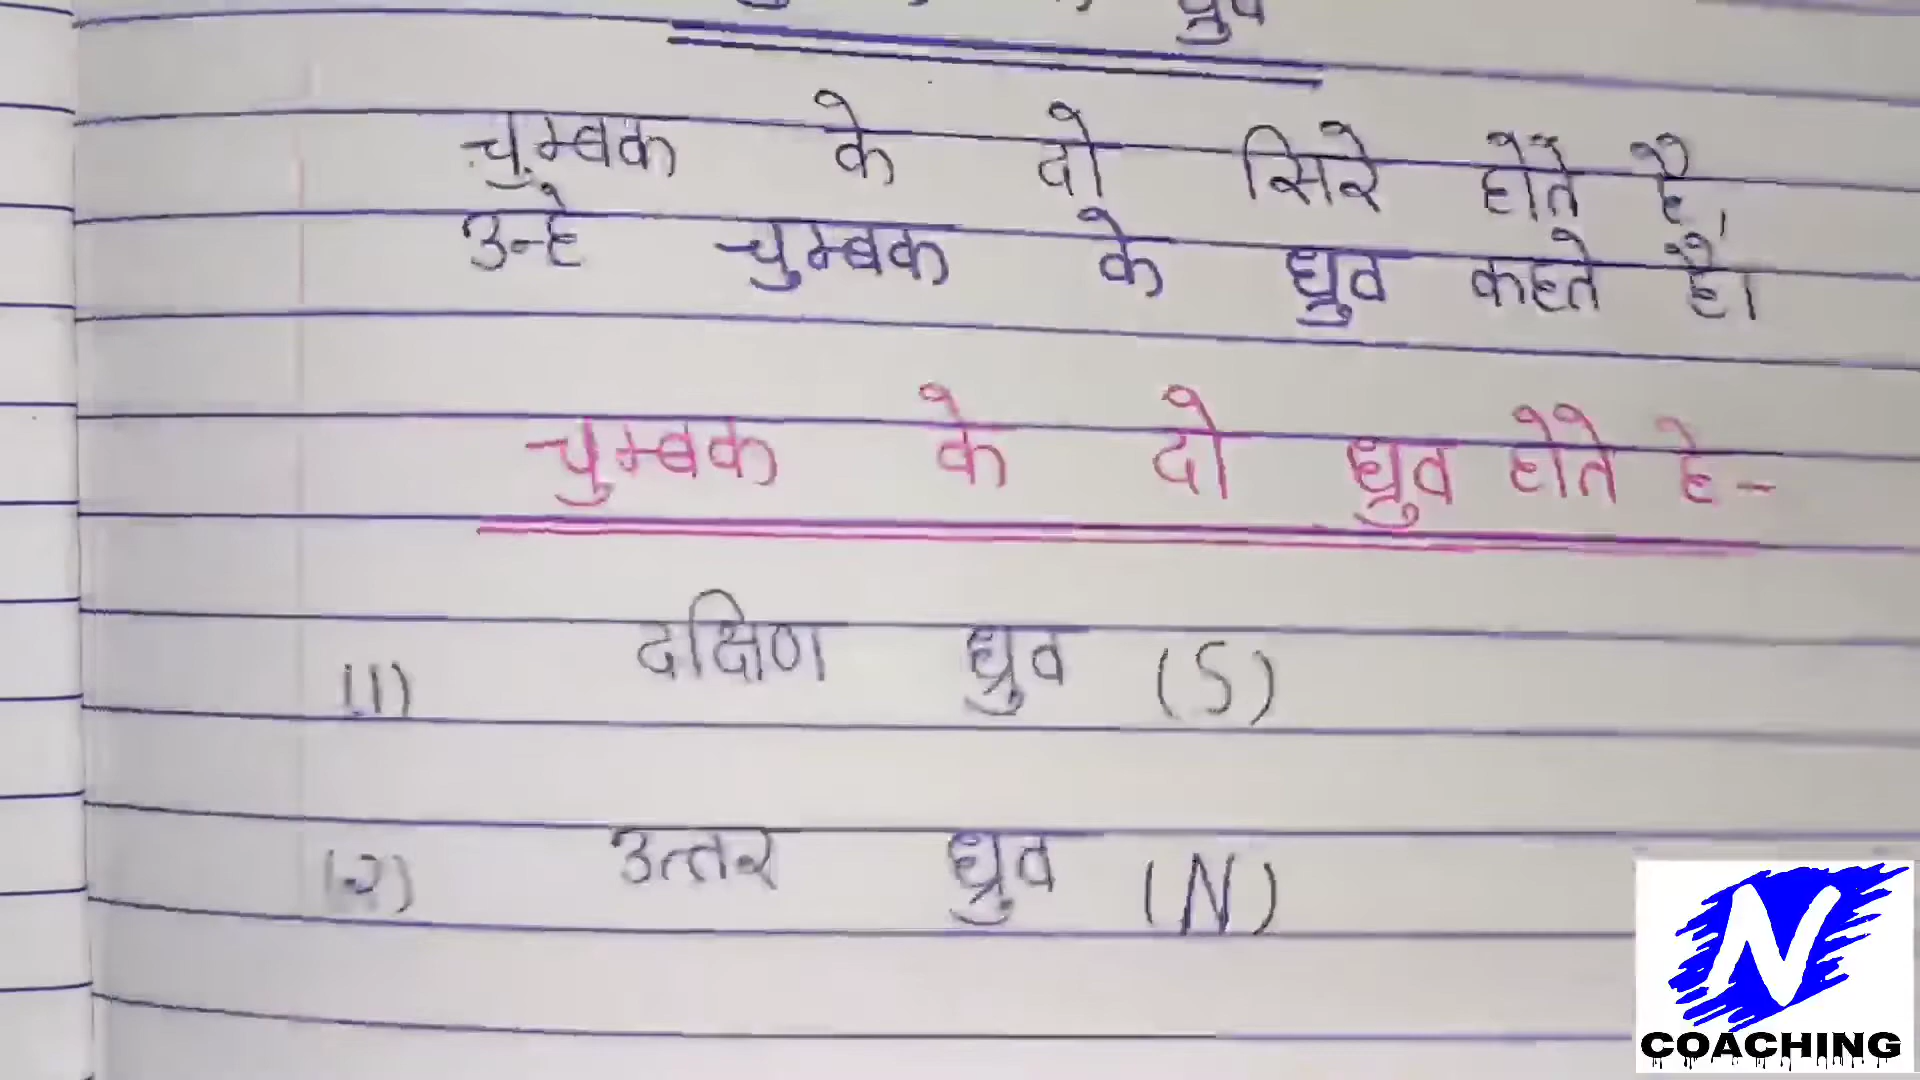 ध्रुव
चुम्बक के दो सिरे होते है।
उन्हे चुम्बक के ध्रुव कहते है।
चुम्बक के दो ध्रुव होते हे-
(1) दक्षिण ध्रुव (S)
(2) उत्तर ध्रुव (N)
N
COACHING